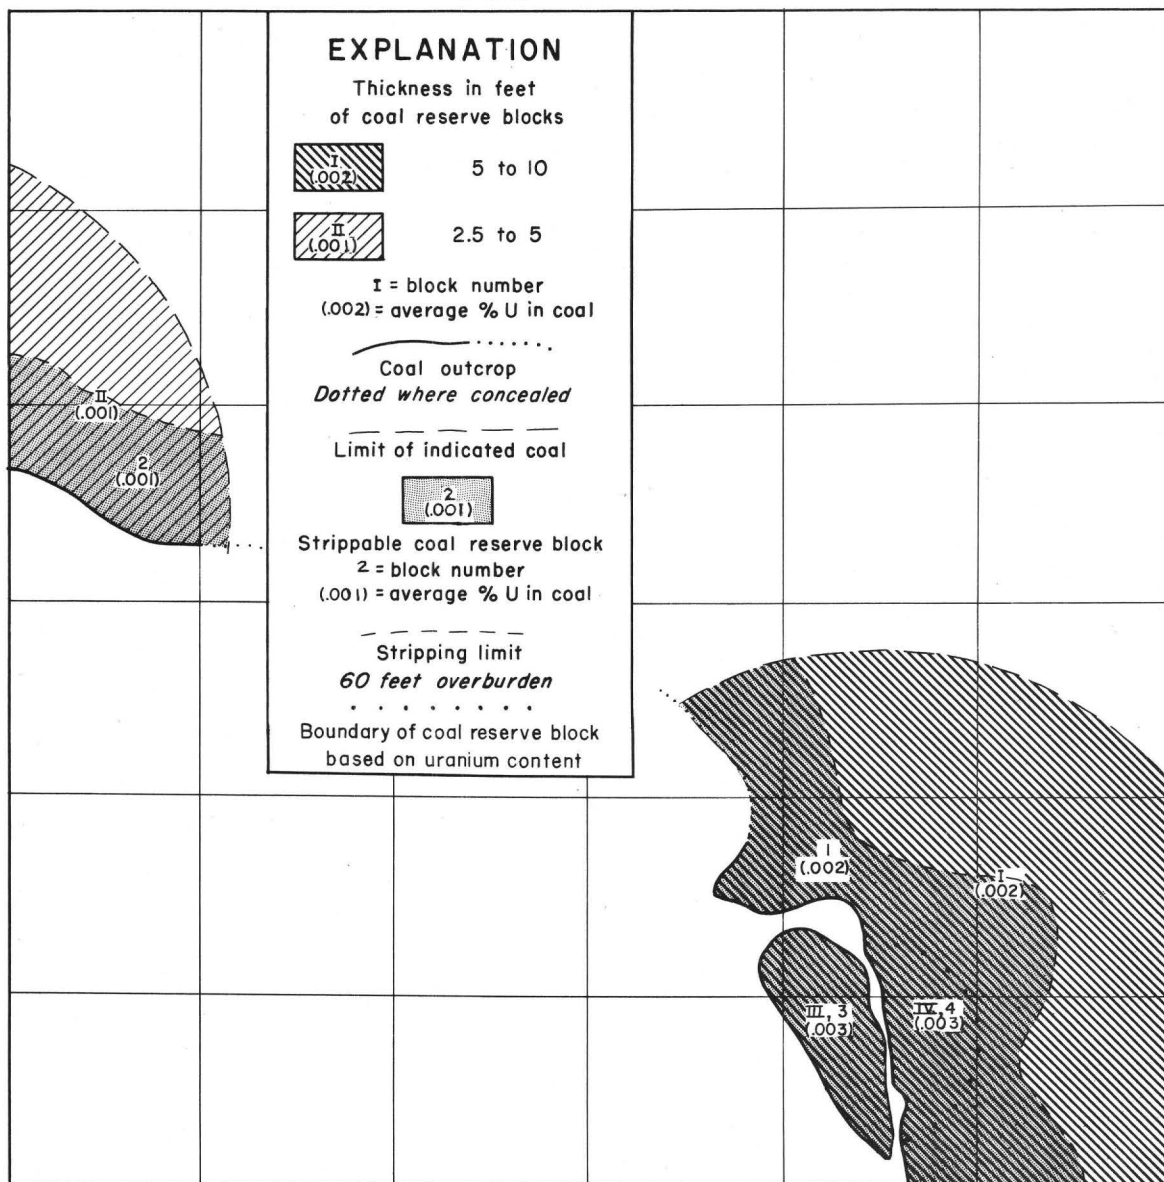 EXPLANATION
Thickness in feet
of coal reserve blocks
I
(.002)
5 to 10
II
(.001)
2.5 to 5
I = block number
(.002) = average % U in coal
Coal outcrop
Dotted where concealed
Limit of indicated coal
2
(.001)
Strippable coal reserve block
2 = block number
(.001) = average % U in coal
Stripping limit
60 feet overburden
Boundary of coal reserve block
based on uranium content
II
(.001)
2
(.001)
1
(.002)
I
(.002)
III, 3
(.003)
IV, 4
(.003)